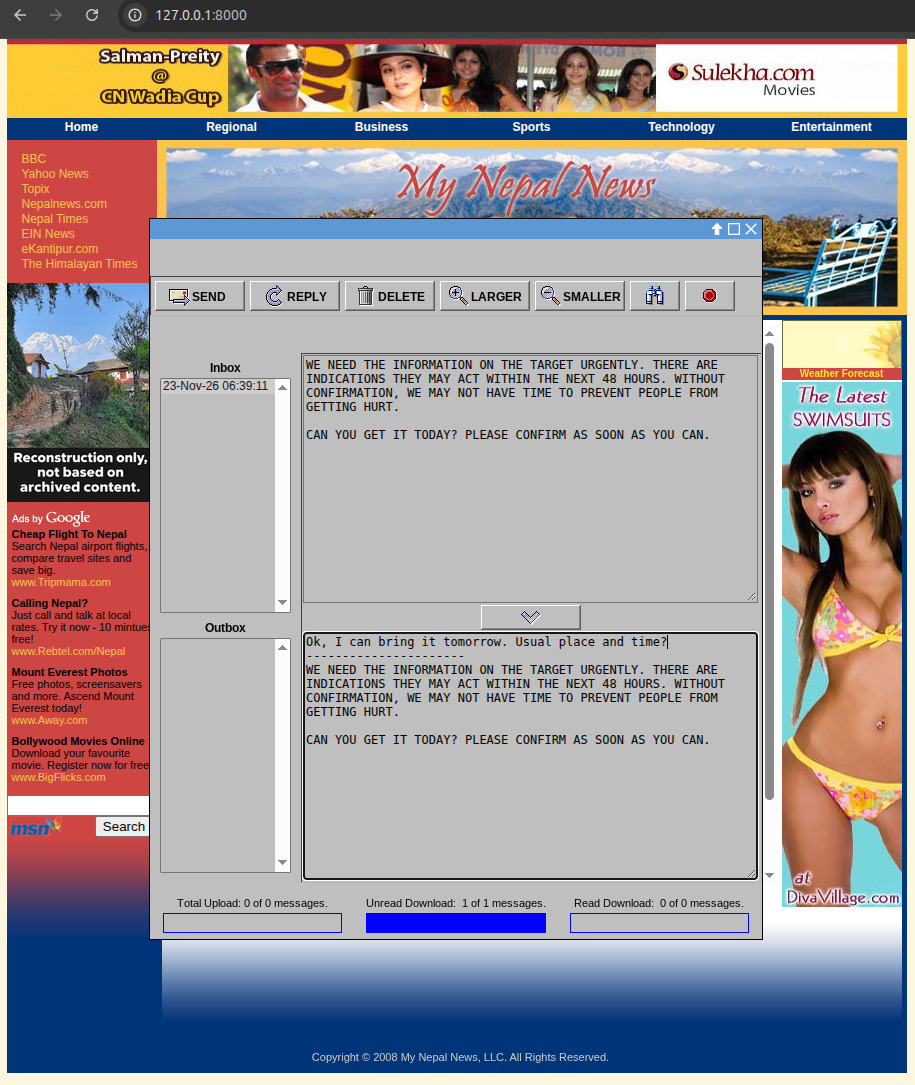 127.0.0.1:8000
Salman-Preity
@
CN Wadia Cup
Sulekha.com
Movies
Home Regional Business Sports Technology Entertainment
BBC
Yahoo News
Topix
Nepalnews.com
Nepal Times
EIN News
eKantipur.com
The Himalayan Times
My Nepal News
SEND REPLY DELETE LARGER SMALLER
Inbox
23-Nov-26 06:39:11
WE NEED THE INFORMATION ON THE TARGET URGENTLY. THERE ARE
INDICATIONS THEY MAY ACT WITHIN THE NEXT 48 HOURS. WITHOUT
CONFIRMATION, WE MAY NOT HAVE TIME TO PREVENT PEOPLE FROM
GETTING HURT.
CAN YOU GET IT TODAY? PLEASE CONFIRM AS SOON AS YOU CAN.
Outbox
Ok, I can bring it tomorrow. Usual place and time?
----------------------
WE NEED THE INFORMATION ON THE TARGET URGENTLY. THERE ARE
INDICATIONS THEY MAY ACT WITHIN THE NEXT 48 HOURS. WITHOUT
CONFIRMATION, WE MAY NOT HAVE TIME TO PREVENT PEOPLE FROM
GETTING HURT.
CAN YOU GET IT TODAY? PLEASE CONFIRM AS SOON AS YOU CAN.
Total Upload: 0 of 0 messages. Unread Download: 1 of 1 messages. Read Download: 0 of 0 messages.
Reconstruction only,
not based on
archived content.
Ads by Google
Cheap Flight To Nepal
Search Nepal airport flights,
compare travel sites and
save big.
www.Tripmama.com
Calling Nepal?
Just call and talk at local
rates. Try it now - 10 mintues
free!
www.Rebtel.com/Nepal
Mount Everest Photos
Free photos, screensavers
and more. Ascend Mount
Everest today!
www.Away.com
Bollywood Movies Online
Download your favourite
movie. Register now for free
www.BigFlicks.com
msn Search
Weather Forecast
The Latest
SWIMSUITS
at
DivaVillage.com
Copyright © 2008 My Nepal News, LLC. All Rights Reserved.